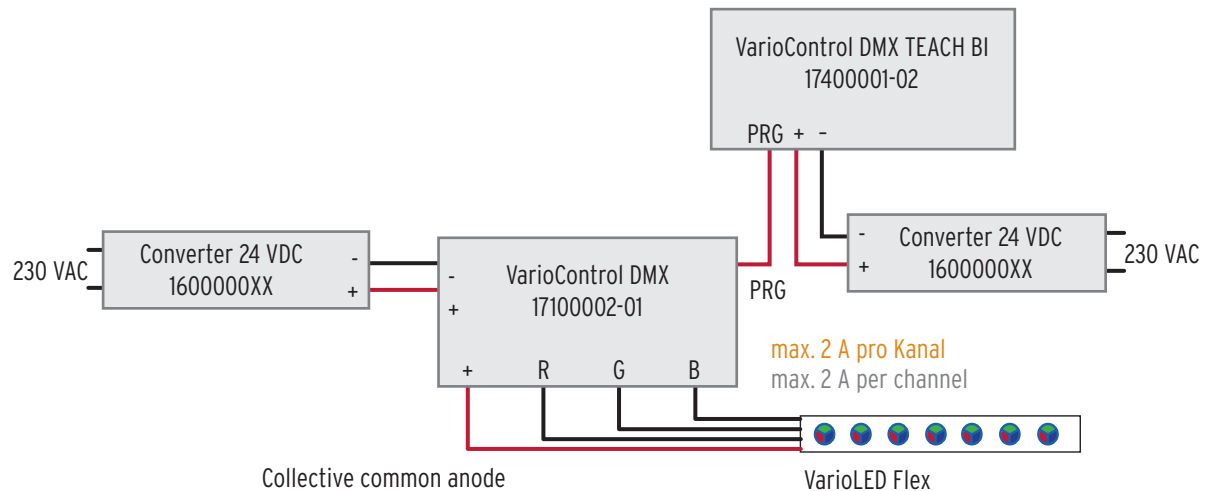 VarioControl DMX TEACH BI
17400001-02
PRG + -
Converter 24 VDC
1600000XX
-
+
230 VAC
VarioControl DMX
17100002-01
-
+
PRG
+ R G B
Converter 24 VDC
1600000XX
-
+
230 VAC
max. 2 A pro Kanal
max. 2 A per channel
Collective common anode
VarioLED Flex